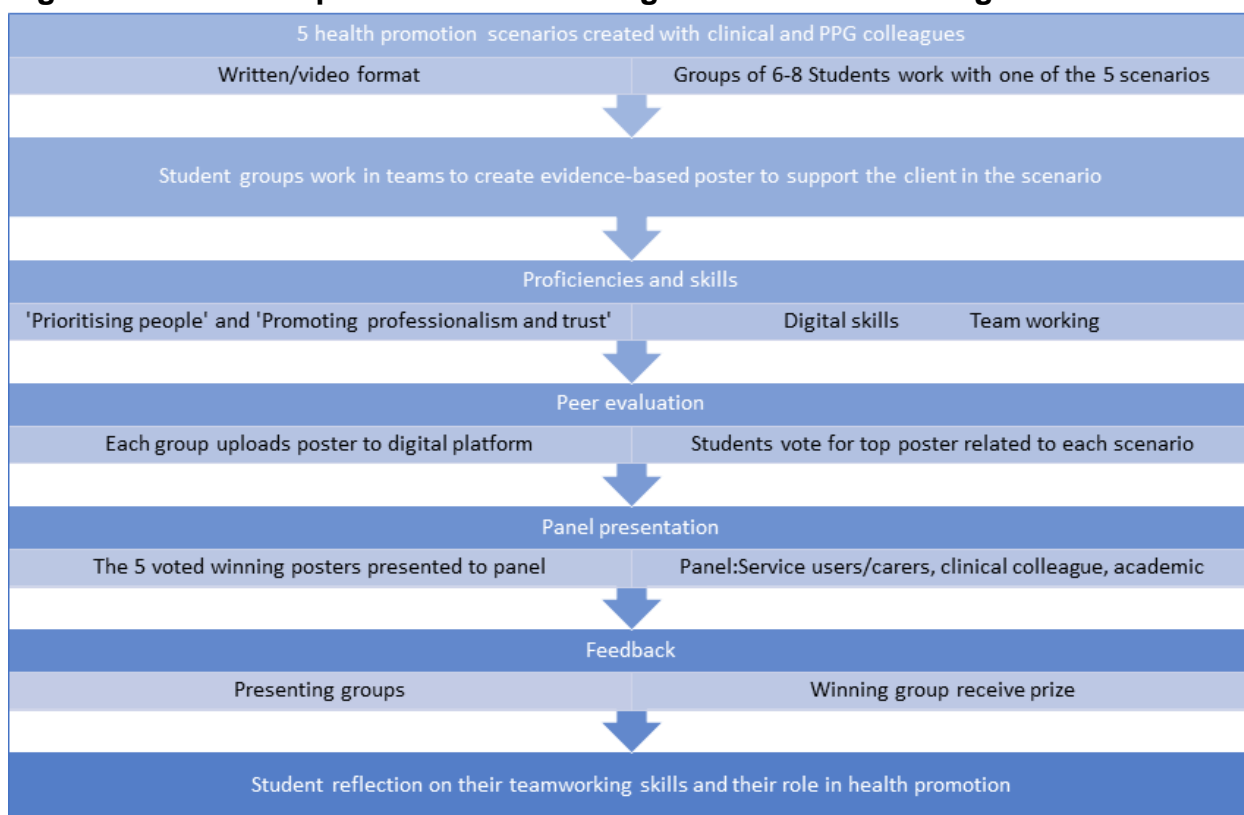 5 health promotion scenarios created with clinical and PPG colleagues
Written/video format
Groups of 6-8 Students work with one of the 5 scenarios
Student groups work in teams to create evidence-based poster to support the client in the scenario
Proficiencies and skills
'Prioritising people' and 'Promoting professionalism and trust'
Digital skills Team working
Peer evaluation
Each group uploads poster to digital platform
Students vote for top poster related to each scenario
Panel presentation
The 5 voted winning posters presented to panel
Panel:Service users/carers, clinical colleague, academic
Feedback
Presenting groups
Winning group receive prize
Student reflection on their teamworking skills and their role in health promotion